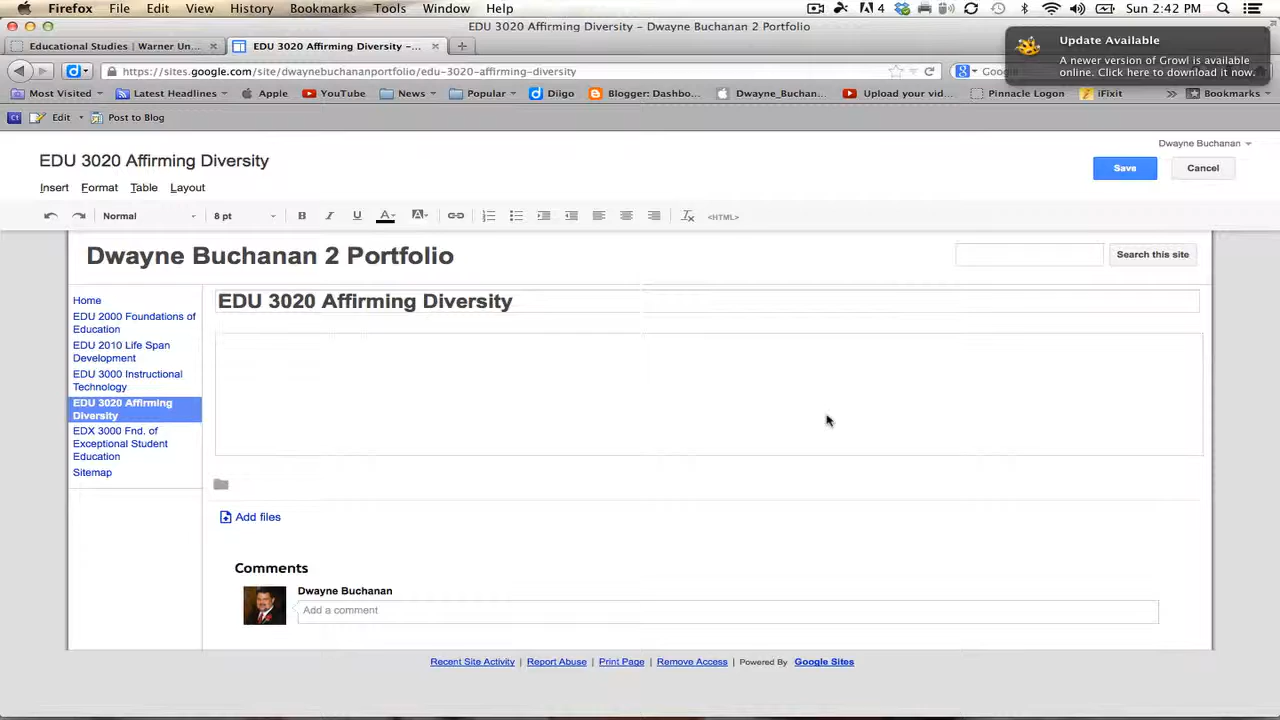 Firefox File Edit View History Bookmarks Tools Window Help 4 Sun 2:42 PM
EDU 3020 Affirming Diversity – Dwayne Buchanan 2 Portfolio
Educational Studies | Warner Un... EDU 3020 Affirming Diversity –...
Update Available
A newer version of Growl is available
online. Click here to download it now.
https://sites.google.com/site/dwaynebuchananportfolio/edu-3020-affirming-diversity
Most Visited Latest Headlines Apple YouTube News Popular Diigo Blogger: Dashbo... Dwayne_Buchan... Upload your vid... Pinnacle Logon iFixit Bookmarks
Edit Post to Blog
Dwayne Buchanan
EDU 3020 Affirming Diversity
Save Cancel
Insert Format Table Layout
Normal 8 pt B I U A A <HTML>
Dwayne Buchanan 2 Portfolio
Search this site
Home
EDU 2000 Foundations of
Education
EDU 2010 Life Span
Development
EDU 3000 Instructional
Technology
EDU 3020 Affirming
Diversity
EDX 3000 Fnd. of
Exceptional Student
Education
Sitemap
EDU 3020 Affirming Diversity
Add files
Comments
Dwayne Buchanan
Add a comment
Recent Site Activity | Report Abuse | Print Page | Remove Access | Powered By Google Sites